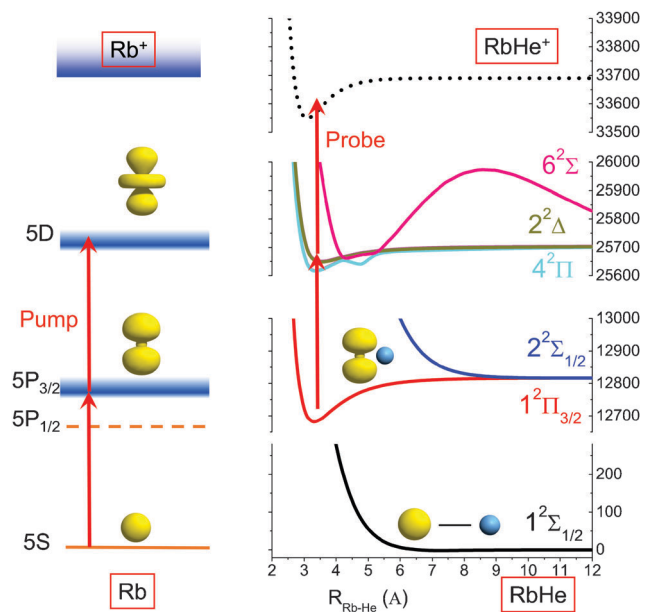 Rb⁺
5D
Pump
5P3/2
5P1/2
5S
Rb
RbHe⁺
33900
33800
33700
33600
33500
Probe
6²Σ
2²Δ
4²Π
26000
25900
25800
25700
25600
2²Σ1/2
1²Π3/2
13000
12900
12800
12700
1²Σ1/2
200
100
0
2 3 4 5 6 7 8 9 10 11 12
R Rb-He (A)
RbHe